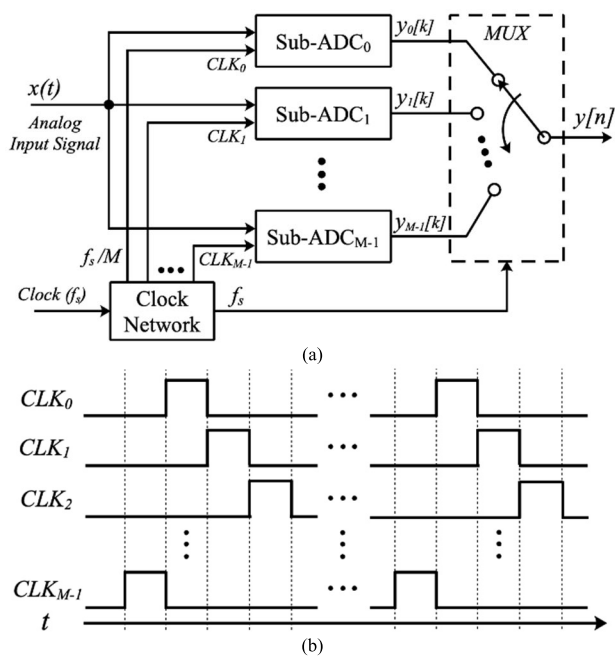 Sub-ADC0
y0[k]
MUX
CLK0
x(t)
Analog
Input Signal
Sub-ADC1
y1[k]
CLK1
y[n]
Sub-ADCM-1
yM-1[k]
fs/M
CLKM-1
Clock (fs)
Clock
Network
fs
(a)
CLK0
CLK1
CLK2
CLKM-1
t
(b)